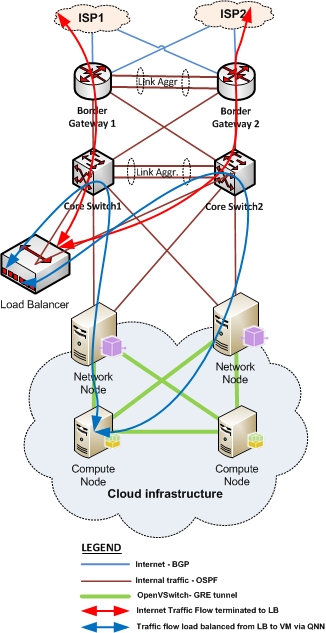 ISP1
ISP2
Link Aggr
Border
Gateway 1
Border
Gateway 2
Link Aggr.
Core Switch1
Core Switch2
Load Balancer
Network
Node
Network
Node
Compute
Node
Compute
Node
Cloud infrastructure
LEGEND
Internet - BGP
Internal traffic - OSPF
OpenVSwitch- GRE tunnel
Internet Traffic Flow terminated to LB
Traffic flow load balanced from LB to VM via QNN